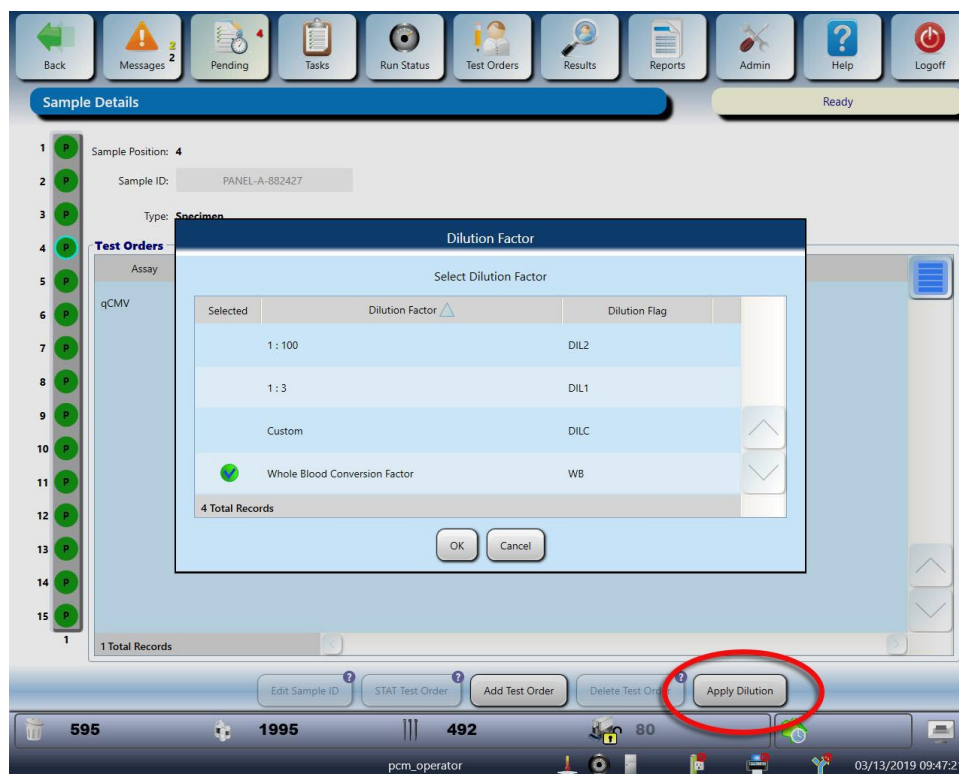 Back
Messages
2
2
Pending
4
Tasks
Run Status
Test Orders
Results
Reports
Admin
?
Help
Logoff
Sample Details
Ready
1 P
2 P
3 P
4 P
5 P
6 P
7 P
8 P
9 P
10 P
11 P
12 P
13 P
14 P
15 P
1
Sample Position: 4
Sample ID: PANEL-A-882427
Type: Specimen
Test Orders
Assay
qCMV
Dilution Factor
Select Dilution Factor
Selected Dilution Factor Dilution Flag
1 : 100 DIL2
1 : 3 DIL1
Custom DILC
Whole Blood Conversion Factor WB
4 Total Records
OK Cancel
1 Total Records
Edit Sample ID ? STAT Test Order ? Add Test Order Delete Test Order ? Apply Dilution
595 1995 492 80
pcm_operator 03/13/2019 09:47:2